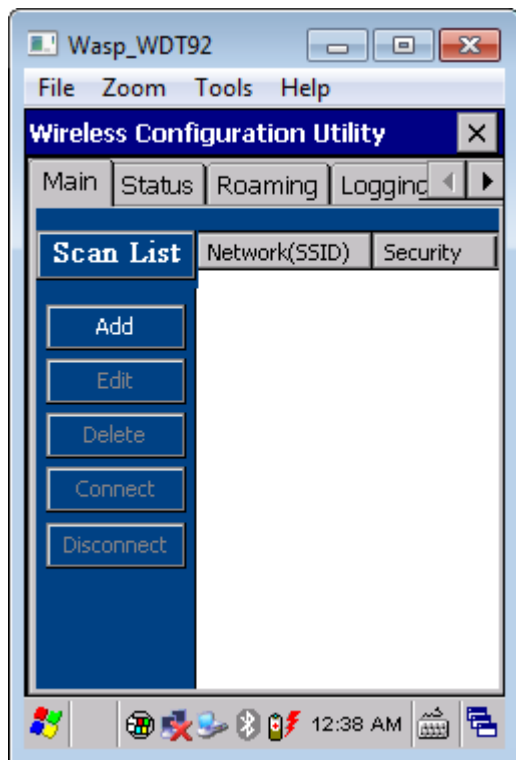 Wasp_WDT92
File Zoom Tools Help
Wireless Configuration Utility
Main Status Roaming Logging
Scan List Network(SSID) Security
Add
Edit
Delete
Connect
Disconnect
12:38 AM